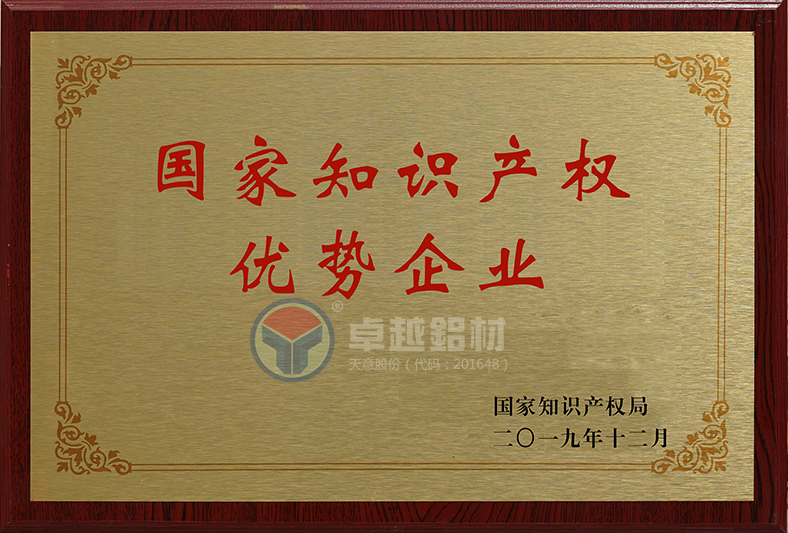 国家知识产权
优势企业
®
卓越鋁材
天意股份（代码：201648）
国家知识产权局
二〇一九年十二月